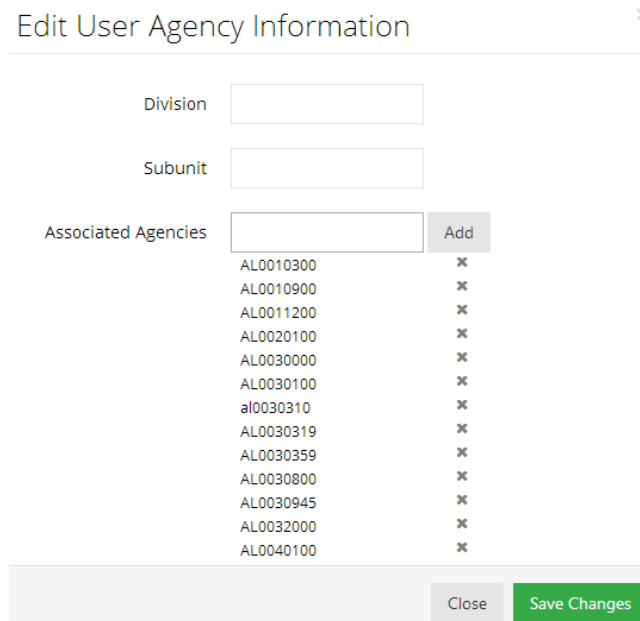 Edit User Agency Information
Division
Subunit
Associated Agencies Add
AL0010300
AL0010900
AL0011200
AL0020100
AL0030000
AL0030100
al0030310
AL0030319
AL0030359
AL0030800
AL0030945
AL0032000
AL0040100
Close Save Changes